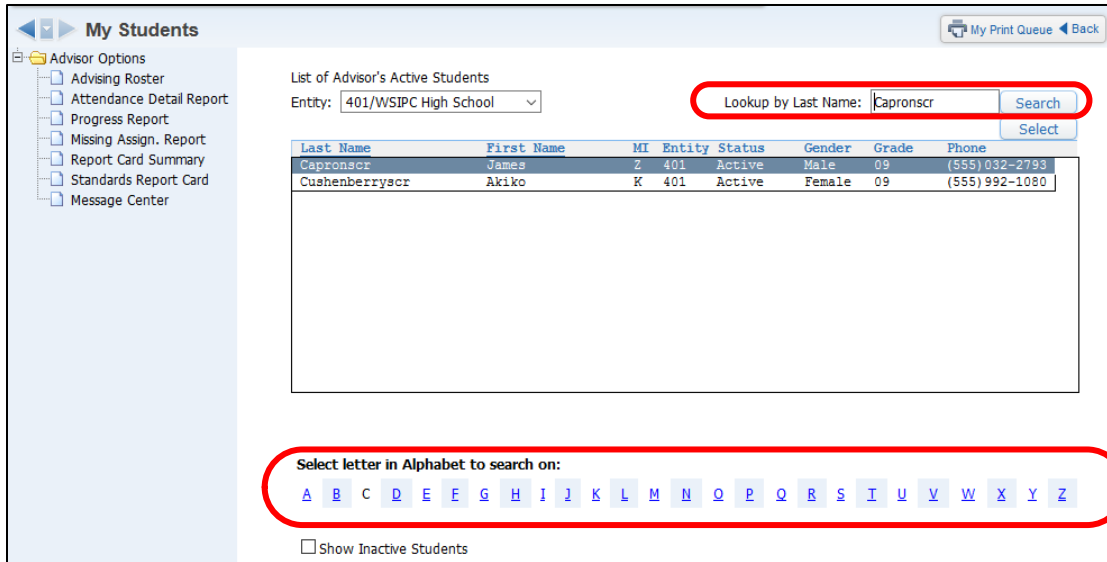 My Students
My Print Queue Back
Advisor Options
Advising Roster
Attendance Detail Report
Progress Report
Missing Assign. Report
Report Card Summary
Standards Report Card
Message Center
List of Advisor's Active Students
Entity: 401/WSIPC High School Lookup by Last Name: Capronscr Search
Select
Last Name First Name MI Entity Status Gender Grade Phone
Capronscr James Z 401 Active Male 09 (555)032-2793
Cushenberryscr Akiko K 401 Active Female 09 (555)992-1080
Select letter in Alphabet to search on:
A B C D E F G H I J K L M N O P Q R S T U V W X Y Z
Show Inactive Students